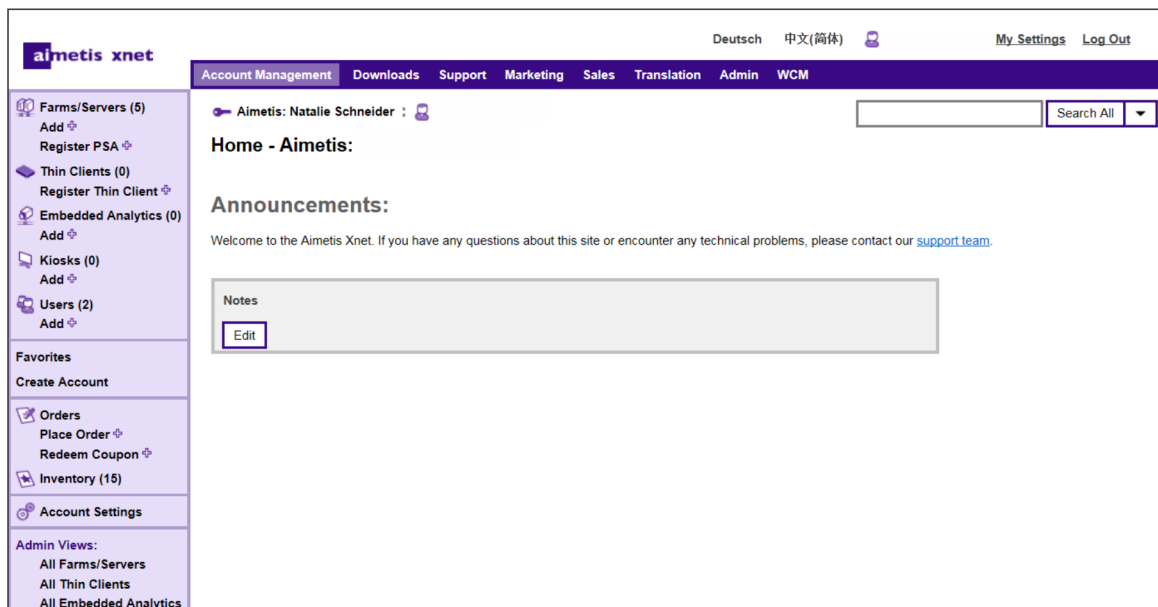 aimetis xnet
Deutsch 中文(简体) My Settings Log Out
Account Management Downloads Support Marketing Sales Translation Admin WCM
Farms/Servers (5)
Add
Register PSA
Thin Clients (0)
Register Thin Client
Embedded Analytics (0)
Add
Kiosks (0)
Add
Users (2)
Add
Favorites
Create Account
Orders
Place Order
Redeem Coupon
Inventory (15)
Account Settings
Admin Views:
All Farms/Servers
All Thin Clients
All Embedded Analytics
Aimetis: Natalie Schneider :
Search All
Home - Aimetis:
Announcements:
Welcome to the Aimetis Xnet. If you have any questions about this site or encounter any technical problems, please contact our support team.
Notes
Edit